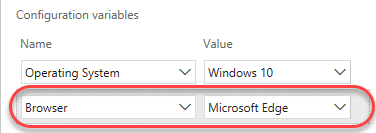 Configuration variables
Name Value
Operating System Windows 10
Browser Microsoft Edge